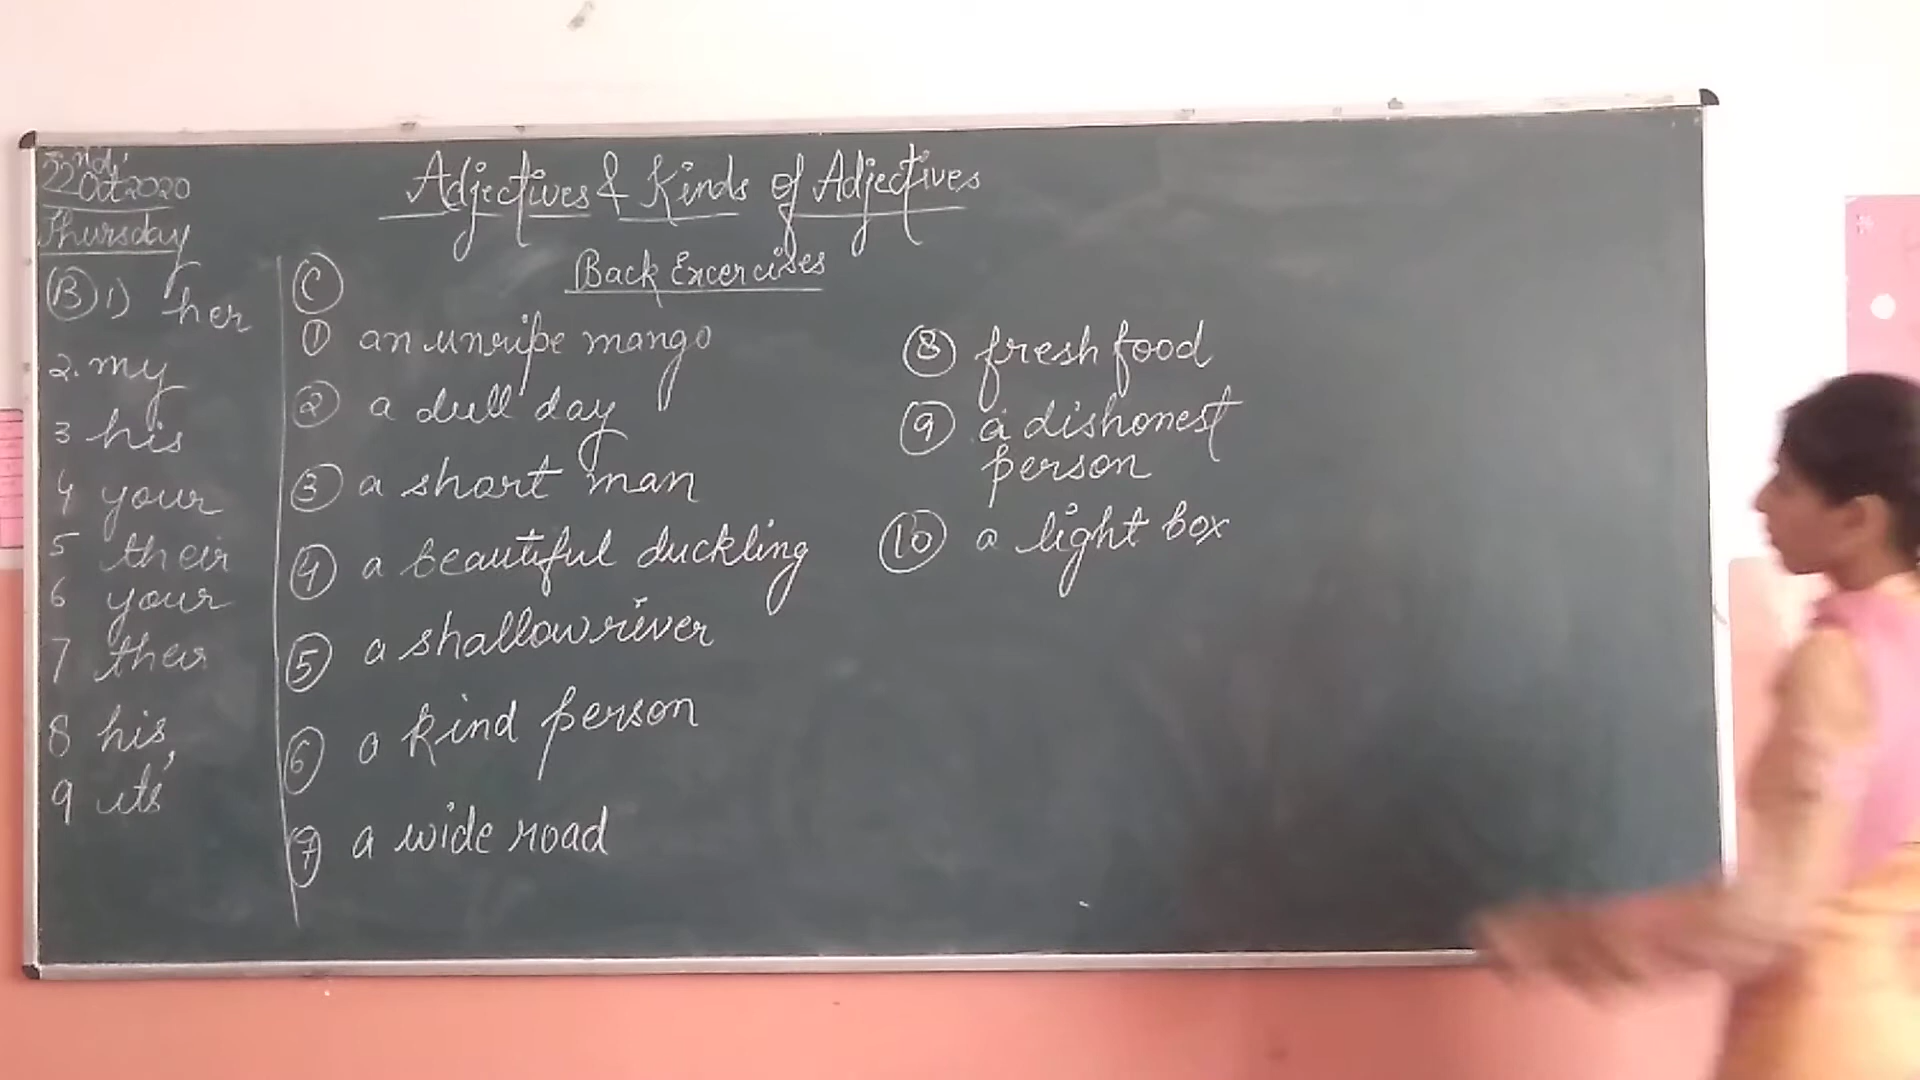 22nd Oct 2020
Thursday
Adjectives & Kinds of Adjectives
Back Excercises
(B) 1) her
2. my
3 his
4 your
5 their
6 your
7 their
8 his
9 its
(C)
(1) an unripe mango
(2) a dull day
(3) a short man
(4) a beautiful duckling
(5) a shallow river
(6) a kind person
(7) a wide road
(8) fresh food
(9) a dishonest
person
(10) a light box